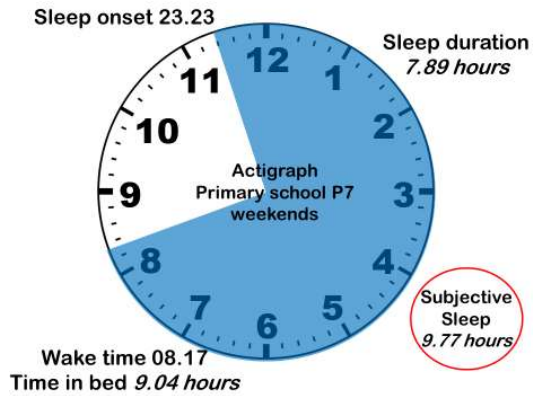 Sleep onset 23.23
Sleep duration
7.89 hours
12
11
1
10
2
Actigraph
Primary school P7
weekends
9
3
8
4
7
5
6
Subjective
Sleep
9.77 hours
Wake time 08.17
Time in bed 9.04 hours